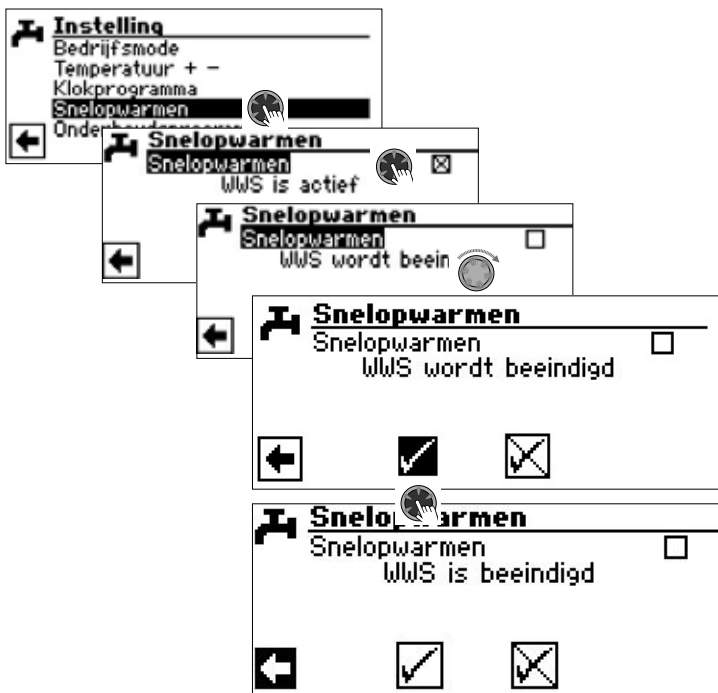 Instelling
Bedrijfsmode
Temperatuur + -
Klokprogramma
Snelopwarmen
Snelopwarmen
Snelopwarmen
WWS is actief
Snelopwarmen
Snelopwarmen
WWS wordt beein
Snelopwarmen
Snelopwarmen
WWS wordt beeindigd
Snelopwarmen
WWS is beeindigd